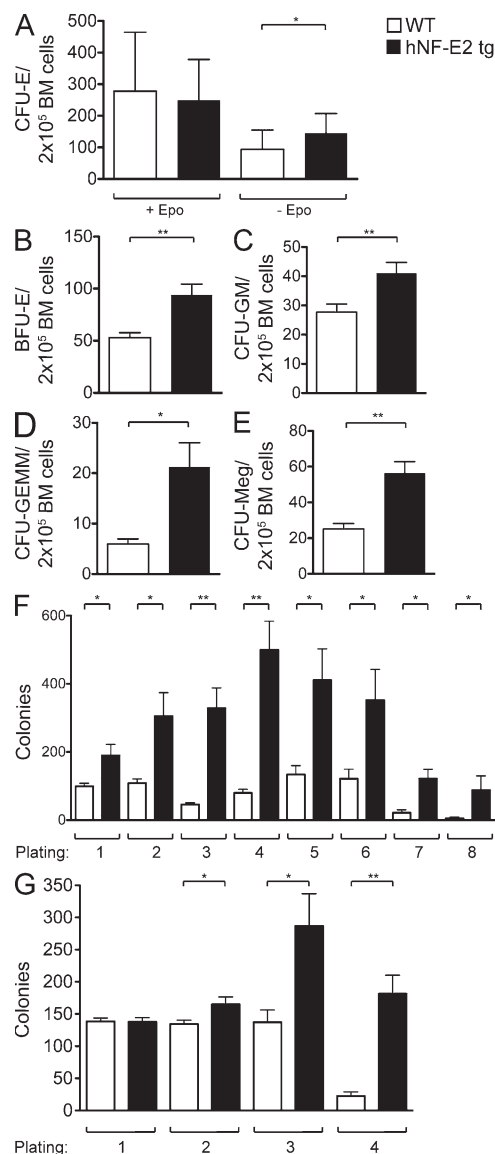 A
500
400
300
200
100
0
CFU-E/
2x10⁵ BM cells
*
WT
hNF-E2 tg
+ Epo
- Epo
B
150
100
50
0
BFU-E/
2x10⁵ BM cells
**
C
50
40
30
20
10
0
CFU-GM/
2x10⁵ BM cells
**
D
30
20
10
0
CFU-GEMM/
2x10⁵ BM cells
*
E
80
60
40
20
0
CFU-Meg/
2x10⁵ BM cells
**
F
600
400
200
0
Colonies
* * ** ** * * * *
Plating: 1 2 3 4 5 6 7 8
G
350
300
250
200
150
100
50
0
Colonies
* * **
Plating: 1 2 3 4